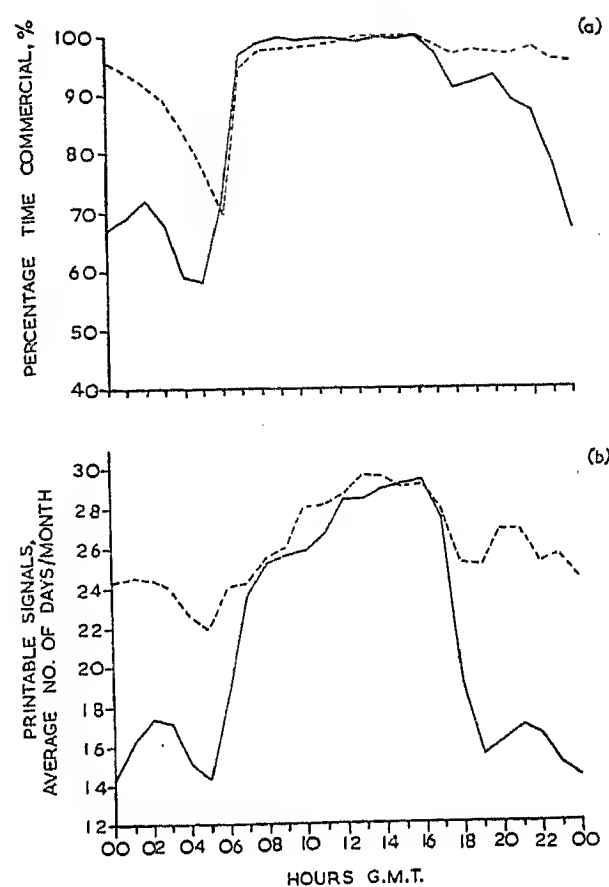 (a)
PERCENTAGE TIME COMMERCIAL, %
100
90
80
70
60
50
40
(b)
PRINTABLE SIGNALS,
AVERAGE NO. OF DAYS/MONTH
30
28
26
24
22
20
18
16
14
12
00 02 04 06 08 10 12 14 16 18 20 22 00
HOURS G.M.T.